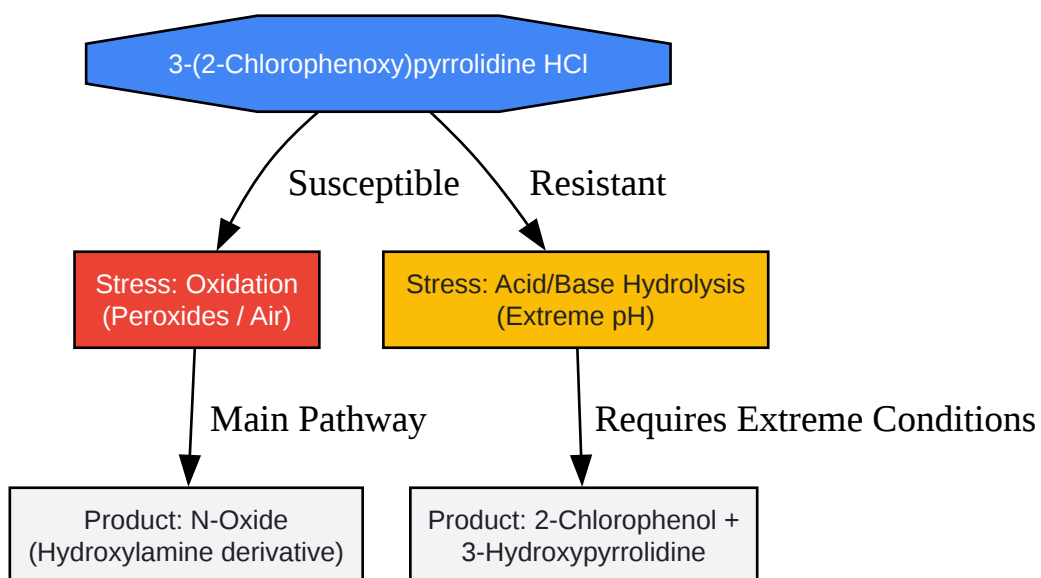 3-(2-Chlorophenoxy)pyrrolidine HCl
Susceptible
Resistant
Stress: Oxidation
(Peroxides / Air)
Stress: Acid/Base Hydrolysis
(Extreme pH)
Main Pathway
Requires Extreme Conditions
Product: N-Oxide
(Hydroxylamine derivative)
Product: 2-Chlorophenol +
3-Hydroxypyrrolidine